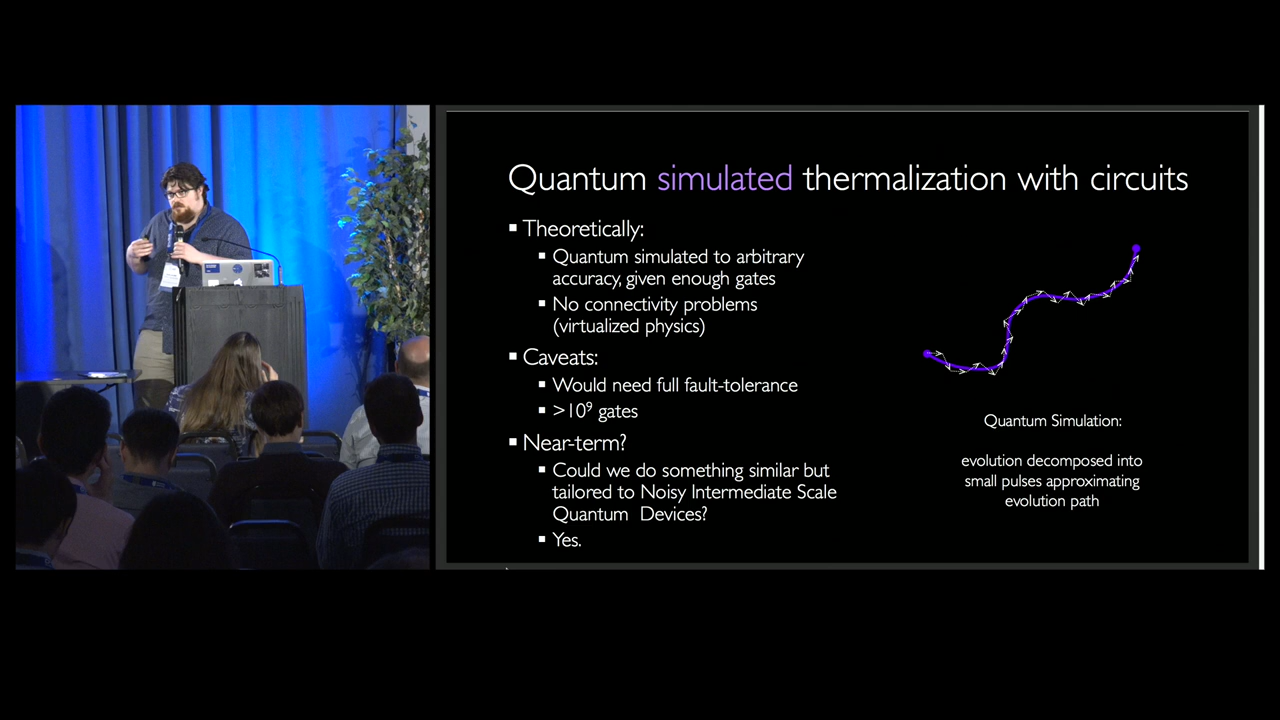 Quantum simulated thermalization with circuits
Theoretically:
Quantum simulated to arbitrary
accuracy, given enough gates
No connectivity problems
(virtualized physics)
Caveats:
Would need full fault-tolerance
>10⁹ gates
Near-term?
Could we do something similar but
tailored to Noisy Intermediate Scale
Quantum Devices?
Yes.
Quantum Simulation:
evolution decomposed into
small pulses approximating
evolution path